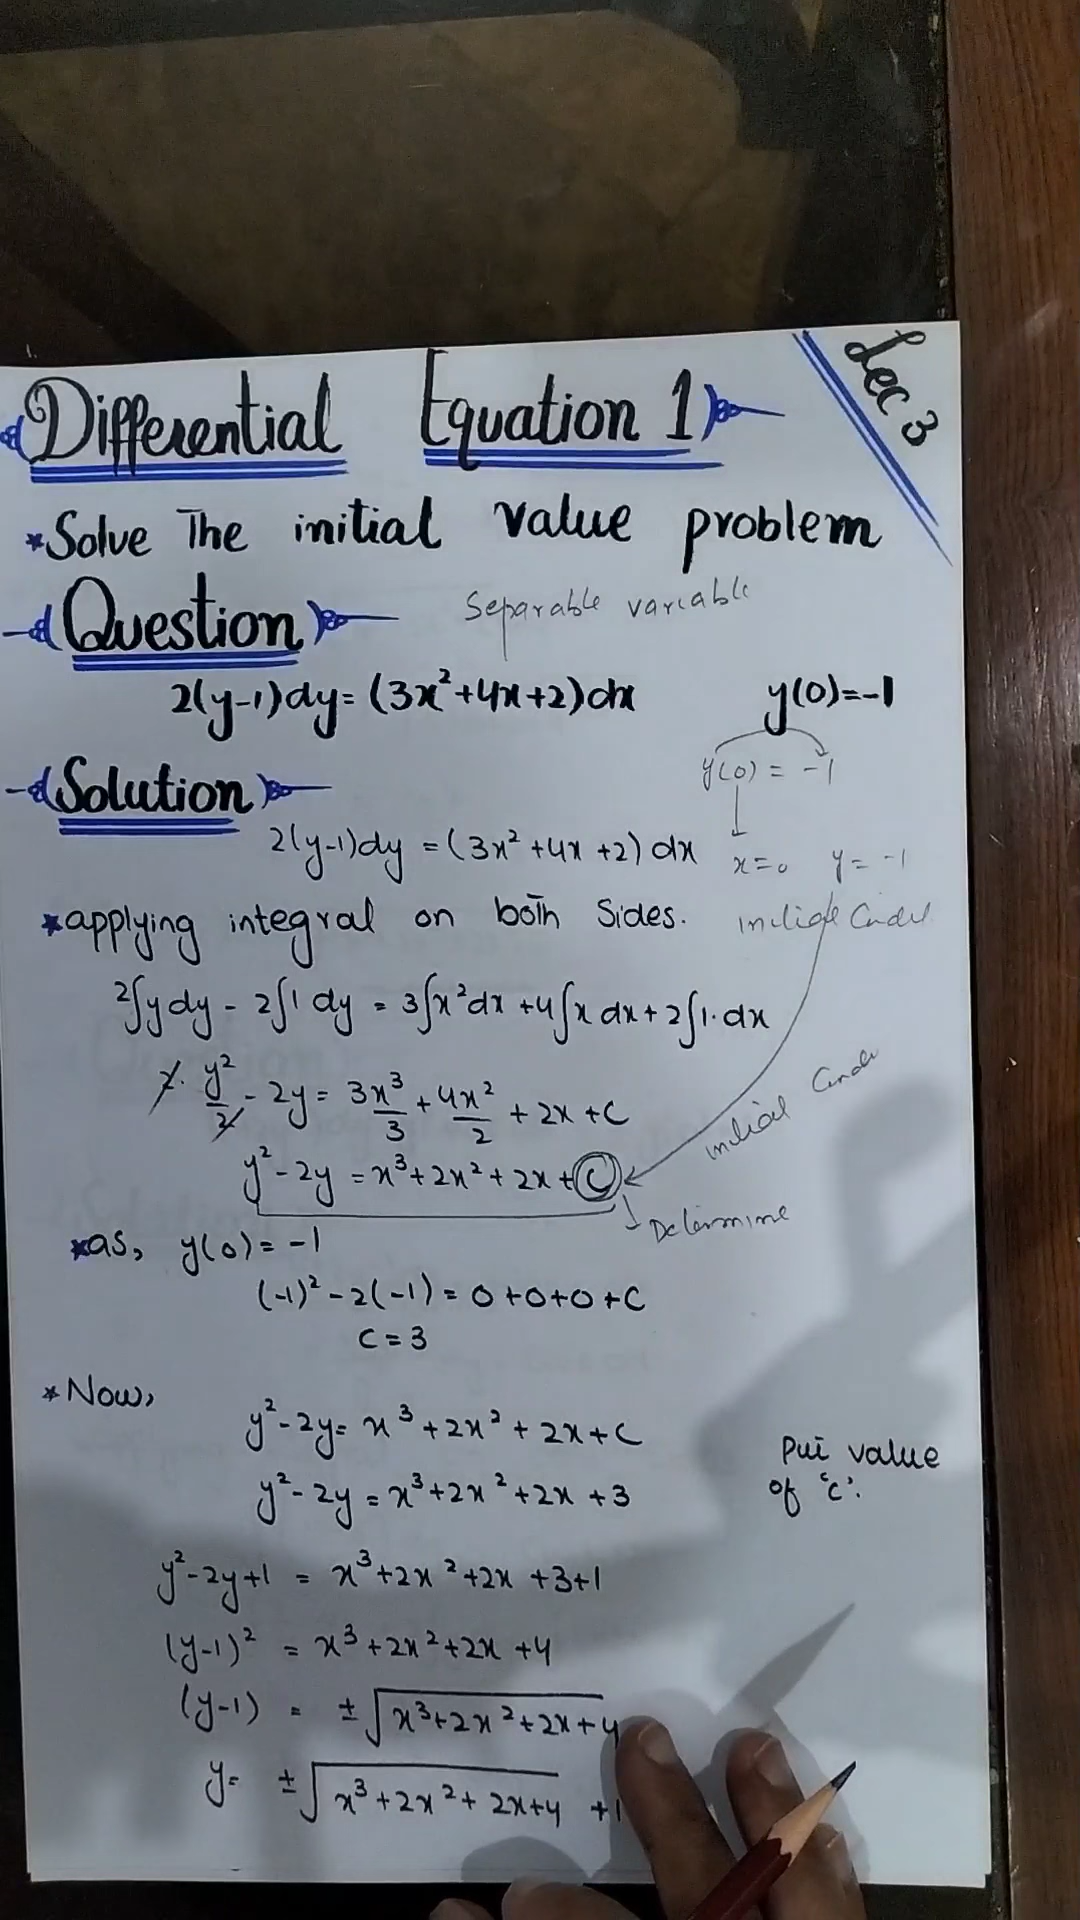 Lec 3
Differential Equation 1
*Solve The initial value problem
Question
Separable variable
2(y-1)dy = (3x²+4x+2)dx y(0)=-1
y(0) = -1
Solution
2(y-1)dy = (3x² +4x +2) dx x=0 y = -1
*applying integral on both Sides.
2∫y dy - 2∫1 dy = 3∫x²dx +4∫x dx + 2∫1.dx
2. y²/2 - 2y = 3x³/3 + 4x²/2 + 2x + C
initial
y² - 2y = x³ + 2x² + 2x + C
Determine
*as, y(0) = -1
(-1)² - 2(-1) = 0 +0+0 +C
C = 3
*Now,
y² - 2y = x³ + 2x² + 2x + C
Put value
of 'c'.
y² - 2y = x³ +2x² +2x +3
y² -2y+1 = x³ +2x² +2x +3+1
(y-1)² = x³ +2x² +2x +4
(y-1) = ±√x³+2x²+2x+4
y = ±√x³ +2x² + 2x+4 +1